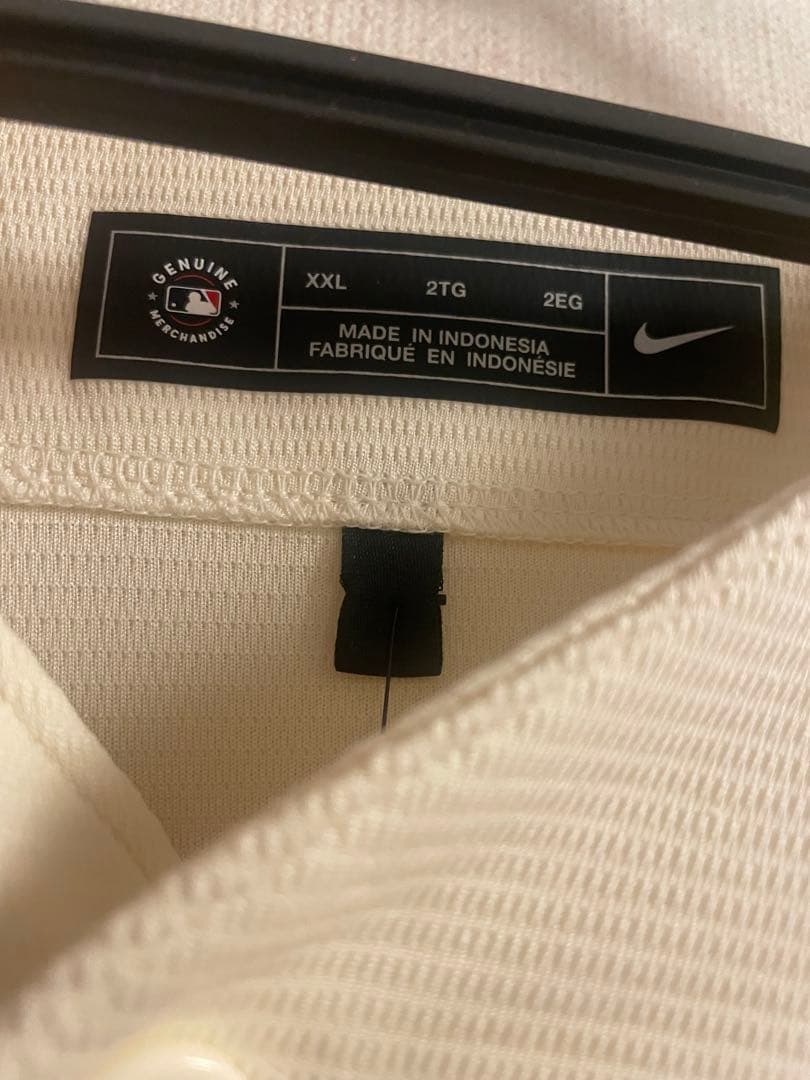 GENUINE
MERCHANDISE
XXL 2TG 2EG
MADE IN INDONESIA
FABRIQUÉ EN INDONÉSIE